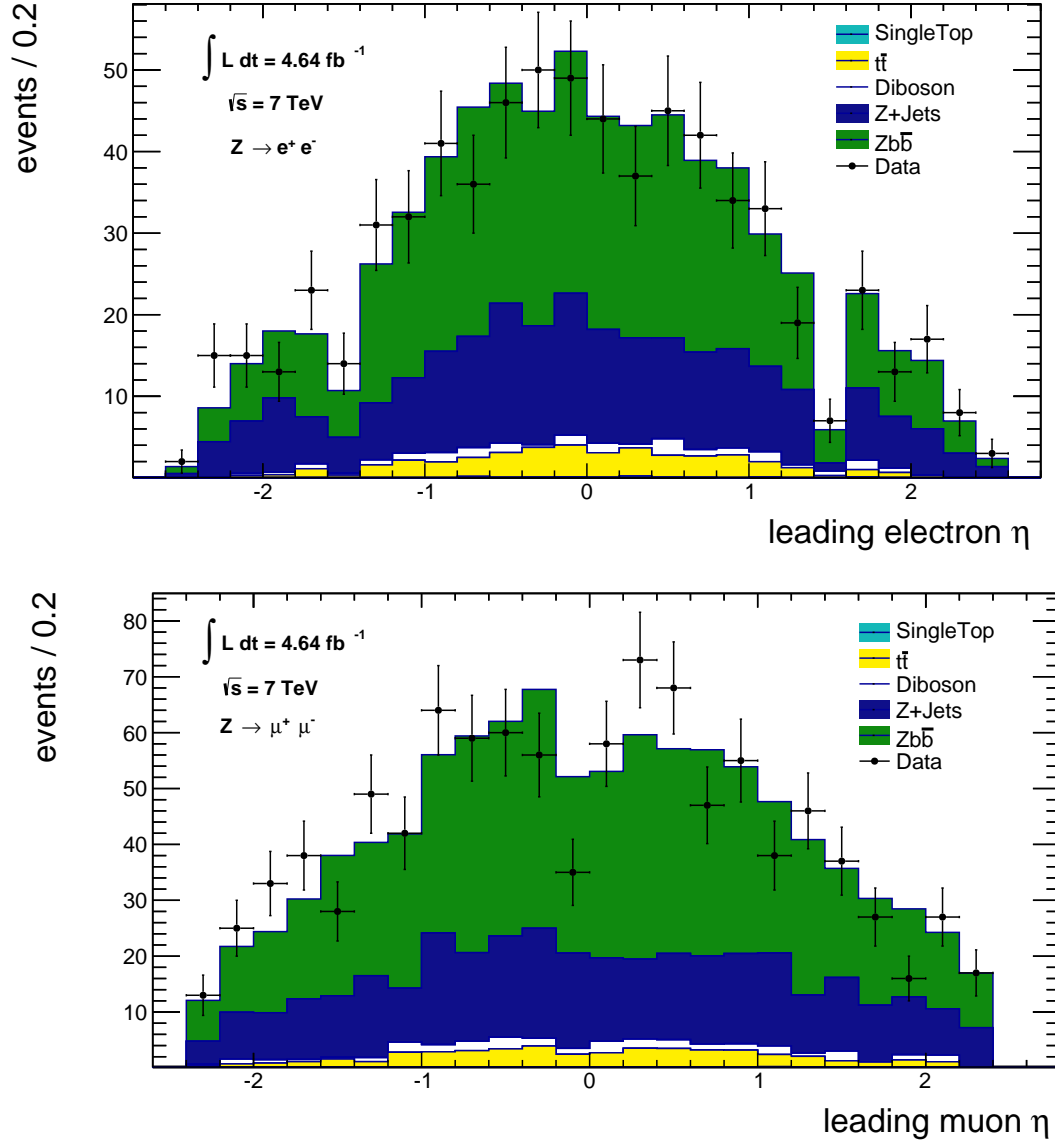 events / 0.2
∫ L dt = 4.64 fb⁻¹
√s = 7 TeV
Z → e⁺ e⁻
SingleTop
tt̄
Diboson
Z+Jets
Zbb̄
Data
50
40
30
20
10
-2 -1 0 1 2
leading electron η
events / 0.2
∫ L dt = 4.64 fb⁻¹
√s = 7 TeV
Z → μ⁺ μ⁻
SingleTop
tt̄
Diboson
Z+Jets
Zbb̄
Data
80
70
60
50
40
30
20
10
-2 -1 0 1 2
leading muon η